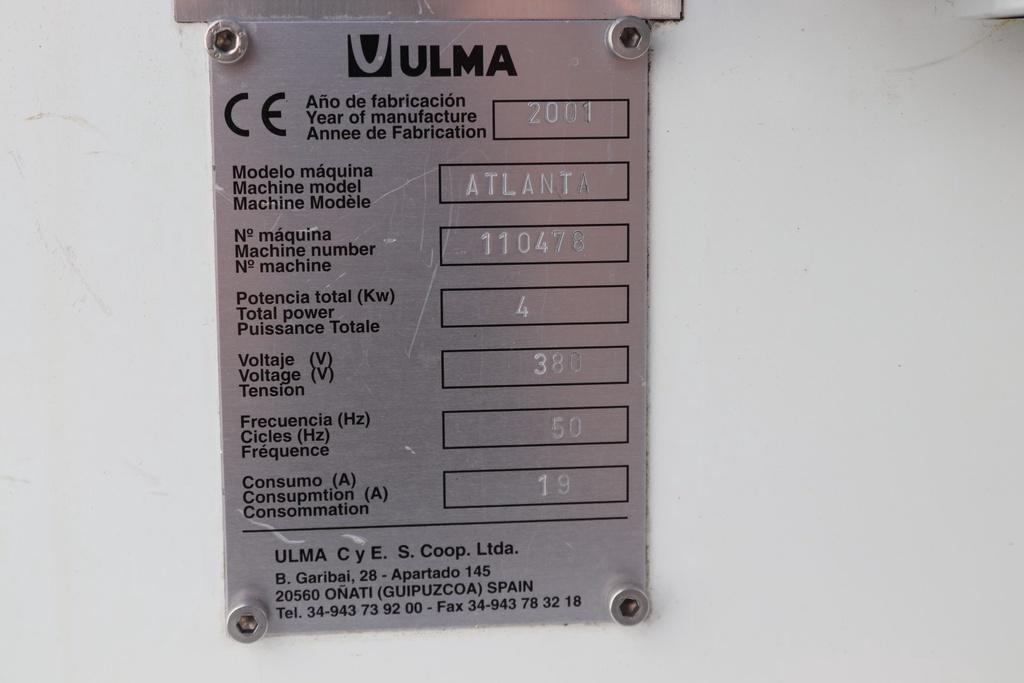 ULMA
CE
Año de fabricación
Year of manufacture
Annee de Fabrication
2001
Modelo máquina
Machine model
Machine Modèle
ATLANTA
Nº máquina
Machine number
Nº machine
110478
Potencia total (Kw)
Total power
Puissance Totale
4
Voltaje (V)
Voltage (V)
Tension
380
Frecuencia (Hz)
Cicles (Hz)
Fréquence
50
Consumo (A)
Consupmtion (A)
Consommation
19
ULMA C y E. S. Coop. Ltda.
B. Garibai, 28 - Apartado 145
20560 OÑATI (GUIPUZCOA) SPAIN
Tel. 34-943 73 92 00 - Fax 34-943 78 32 18